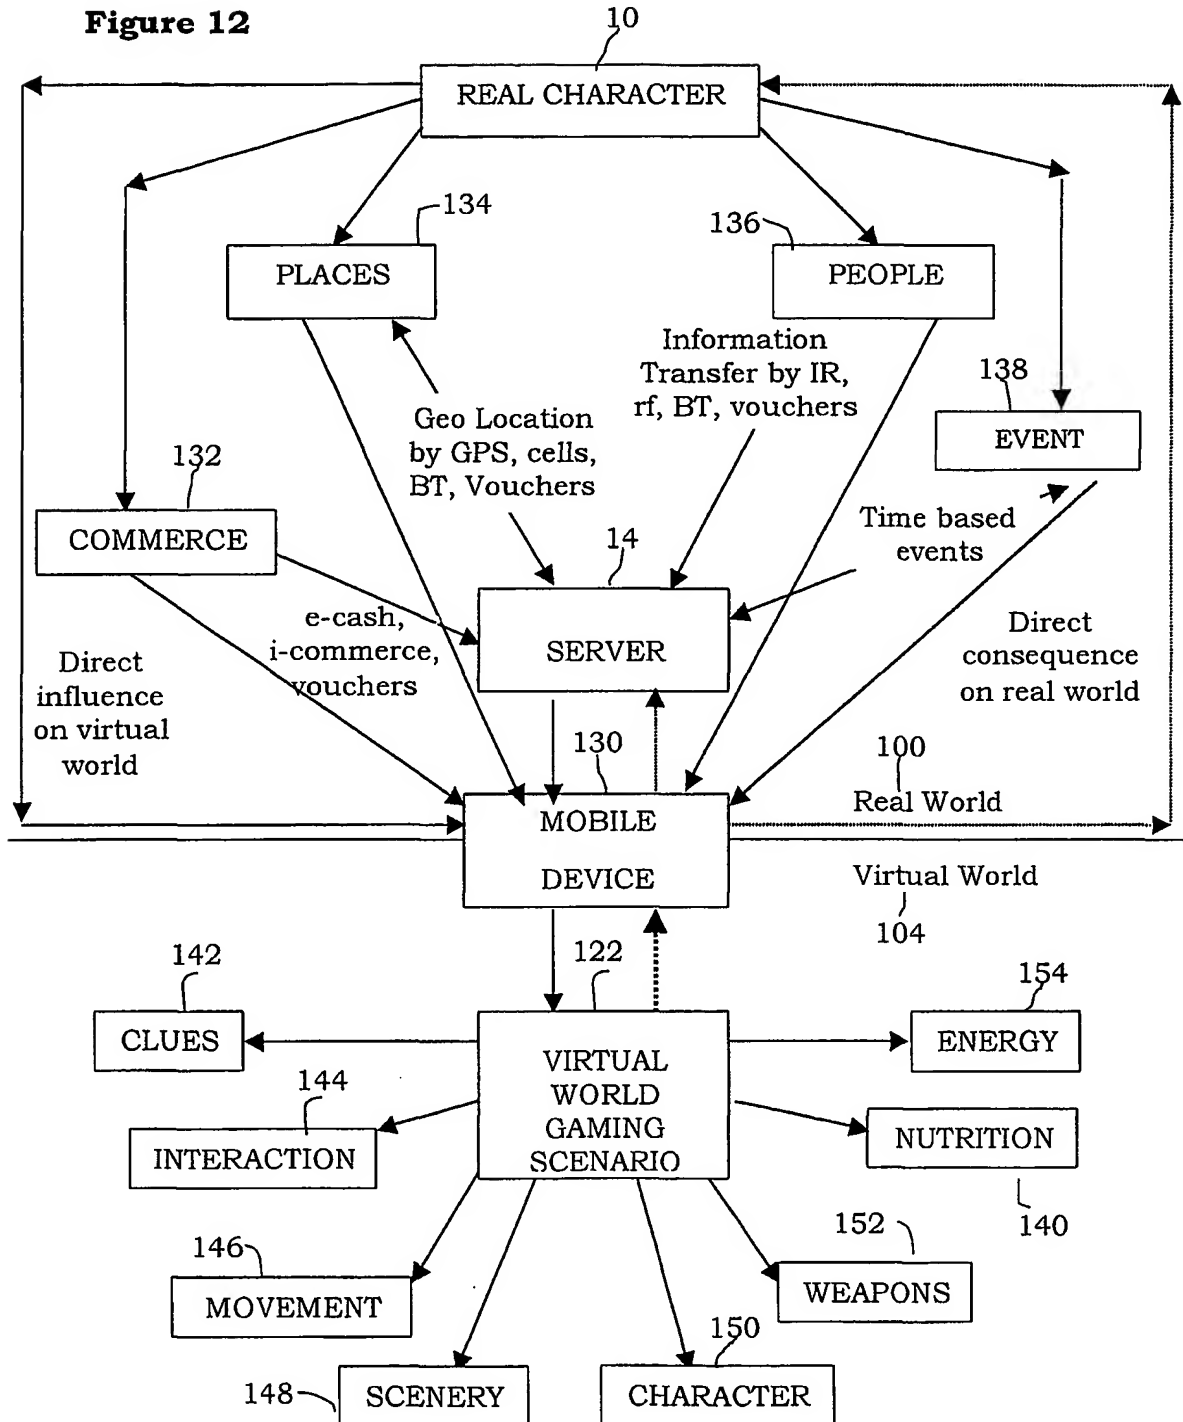 Figure 12
10
REAL CHARACTER
134
136
PLACES
PEOPLE
Information
Transfer by IR,
rf, BT, vouchers
138
Geo Location
by GPS, cells,
BT, Vouchers
EVENT
132
COMMERCE
Time based
events
14
SERVER
e-cash,
i-commerce,
vouchers
Direct
influence
on virtual
world
Direct
consequence
on real world
130
100
Real World
MOBILE
DEVICE
Virtual World
104
142
122
154
CLUES
ENERGY
VIRTUAL
WORLD
GAMING
SCENARIO
144
INTERACTION
NUTRITION
140
152
146
WEAPONS
MOVEMENT
150
148
SCENERY
CHARACTER